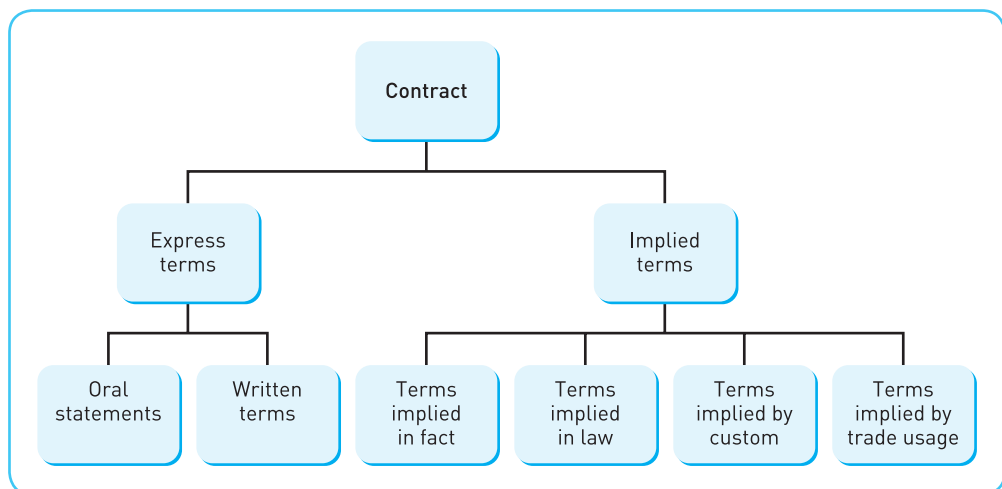 Contract
Express
terms
Implied
terms
Oral
statements
Written
terms
Terms
implied
in fact
Terms
implied
in law
Terms
implied by
custom
Terms
implied by
trade usage